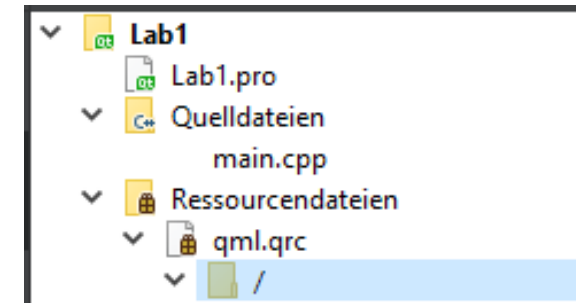 Lab1
Lab1.pro
Quelldateien
main.cpp
Ressourcendateien
qml.qrc
/